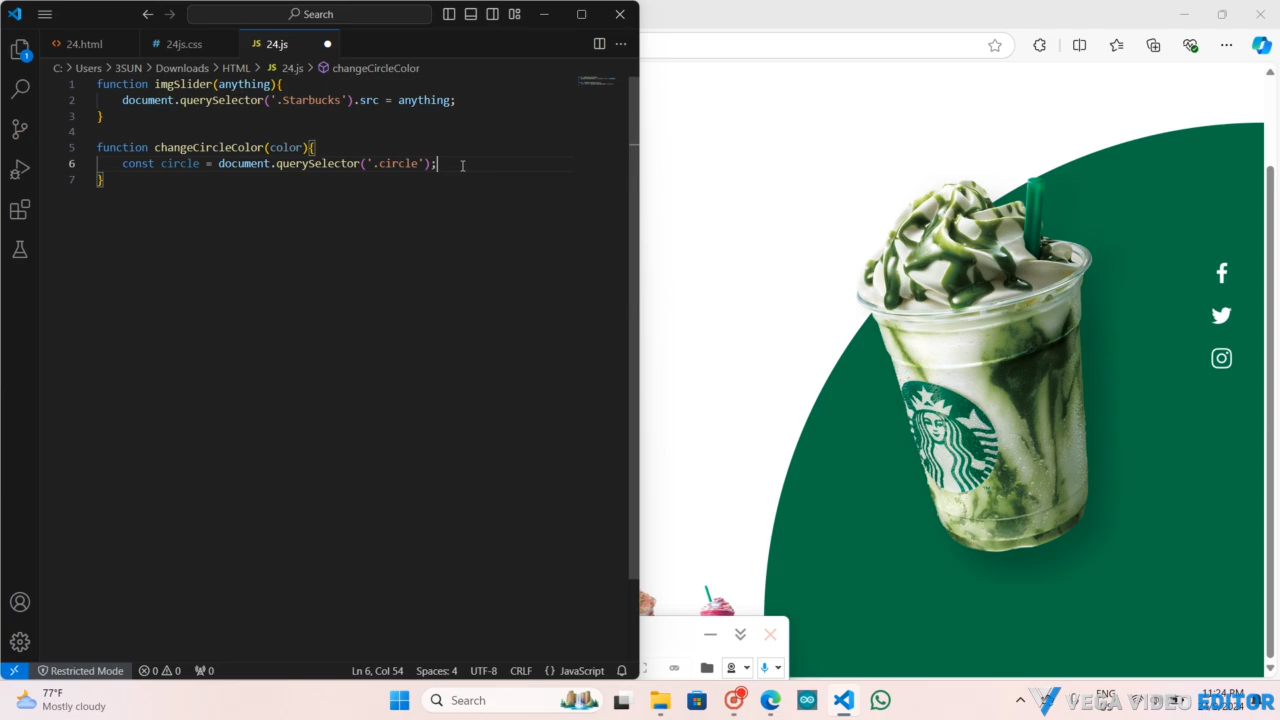 Search
24.html
# 24js.css
JS 24.js
C: > Users > 3SUN > Downloads > HTML > JS 24.js > changeCircleColor
1 function imgSlider(anything){
2 document.querySelector('.Starbucks').src = anything;
3 }
4
5 function changeCircleColor(color){
6 const circle = document.querySelector('.circle');
7 }
1
Restricted Mode
0 0
0
Ln 6, Col 54
Spaces: 4
UTF-8
CRLF
{ } JavaScript
77°F
Mostly cloudy
Search
ENG
VEGA VIDEO EDITOR